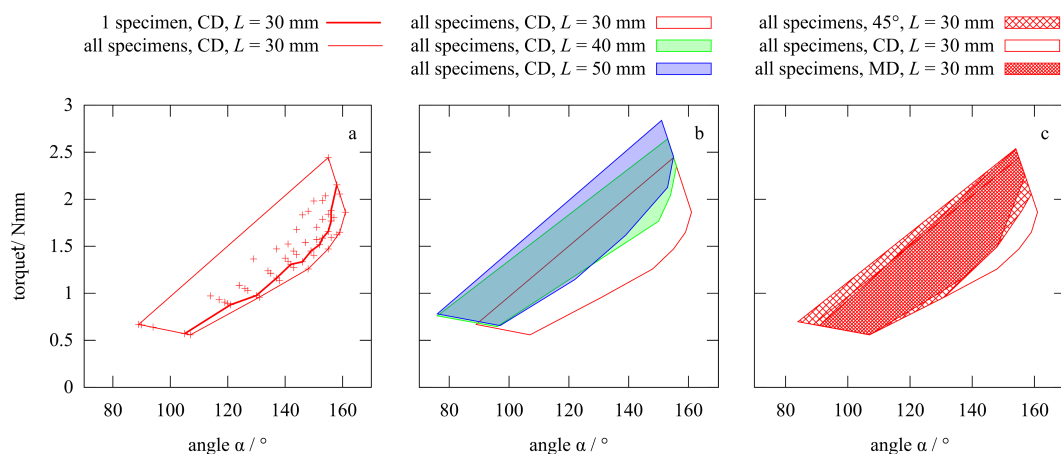 1 specimen, CD, L = 30 mm
all specimens, CD, L = 30 mm
all specimens, CD, L = 30 mm
all specimens, CD, L = 40 mm
all specimens, CD, L = 50 mm
all specimens, 45°, L = 30 mm
all specimens, CD, L = 30 mm
all specimens, MD, L = 30 mm
torquet/ Nmm
3
2.5
2
1.5
1
0.5
0
a
80 100 120 140 160
angle α / °
b
80 100 120 140 160
angle α / °
c
80 100 120 140 160
angle α / °